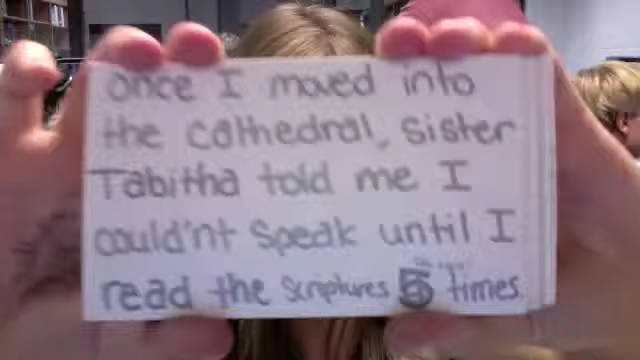 once I moved into
the cathedral, Sister
Tabitha told me I
could'nt speak until I
read the scriptures 5 times.